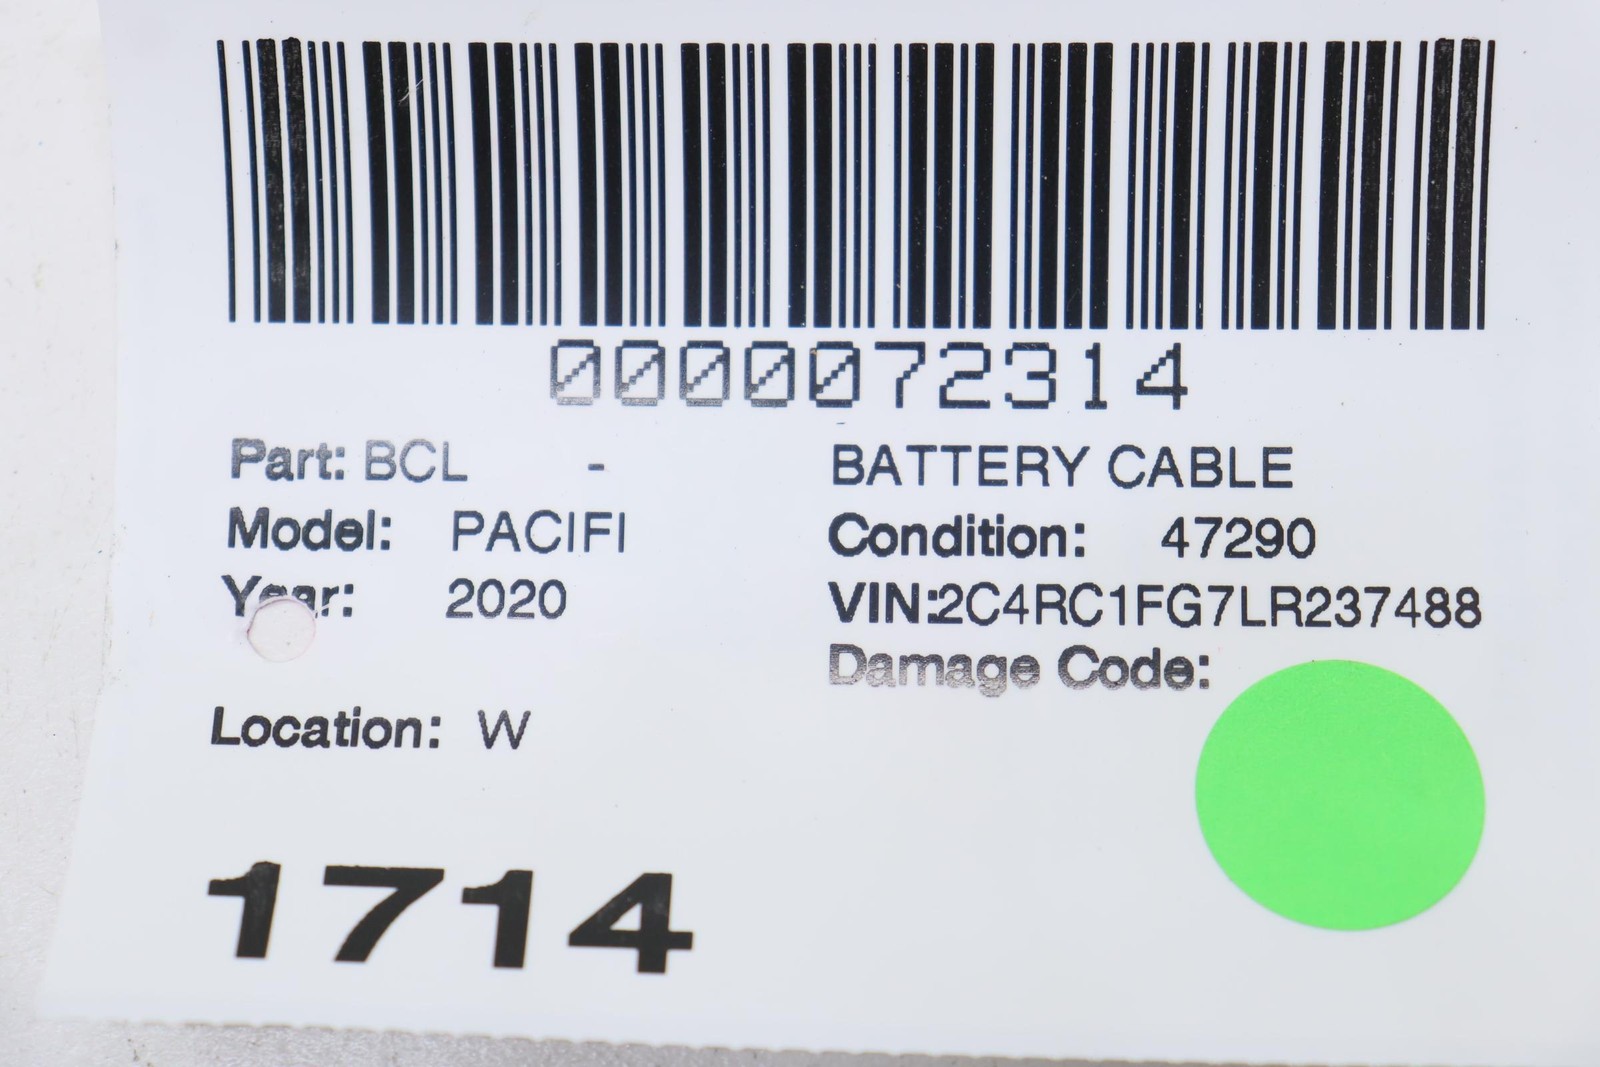 0000072314
Part: BCL - BATTERY CABLE
Model: PACIFI Condition: 47290
Year: 2020 VIN:2C4RC1FG7LR237488
Damage Code:
Location: W
1714